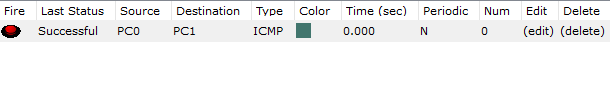 Fire Last Status Source Destination Type Color Time (sec) Periodic Num Edit Delete
Successful PC0 PC1 ICMP 0.000 N 0 (edit) (delete)